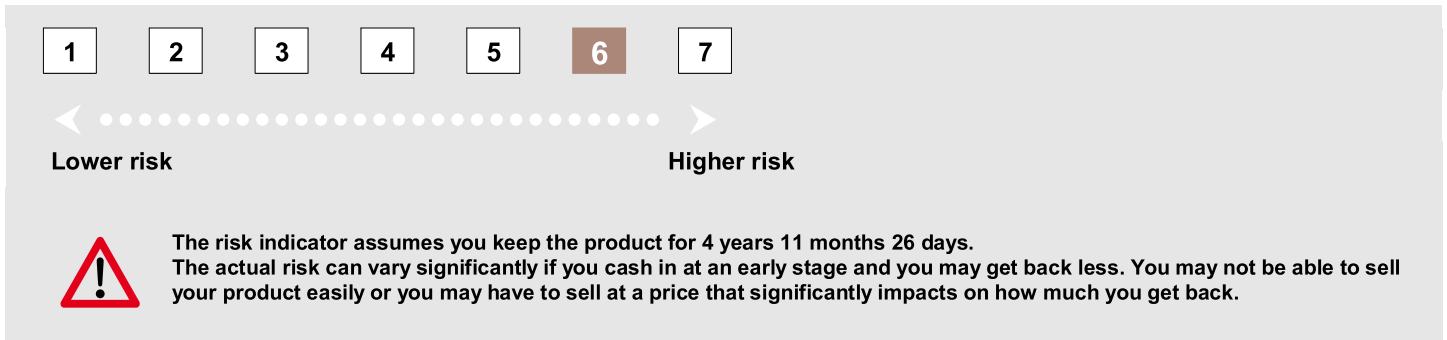 1 2 3 4 5 6 7
Lower risk Higher risk
The risk indicator assumes you keep the product for 4 years 11 months 26 days.
The actual risk can vary significantly if you cash in at an early stage and you may get back less. You may not be able to sell
your product easily or you may have to sell at a price that significantly impacts on how much you get back.